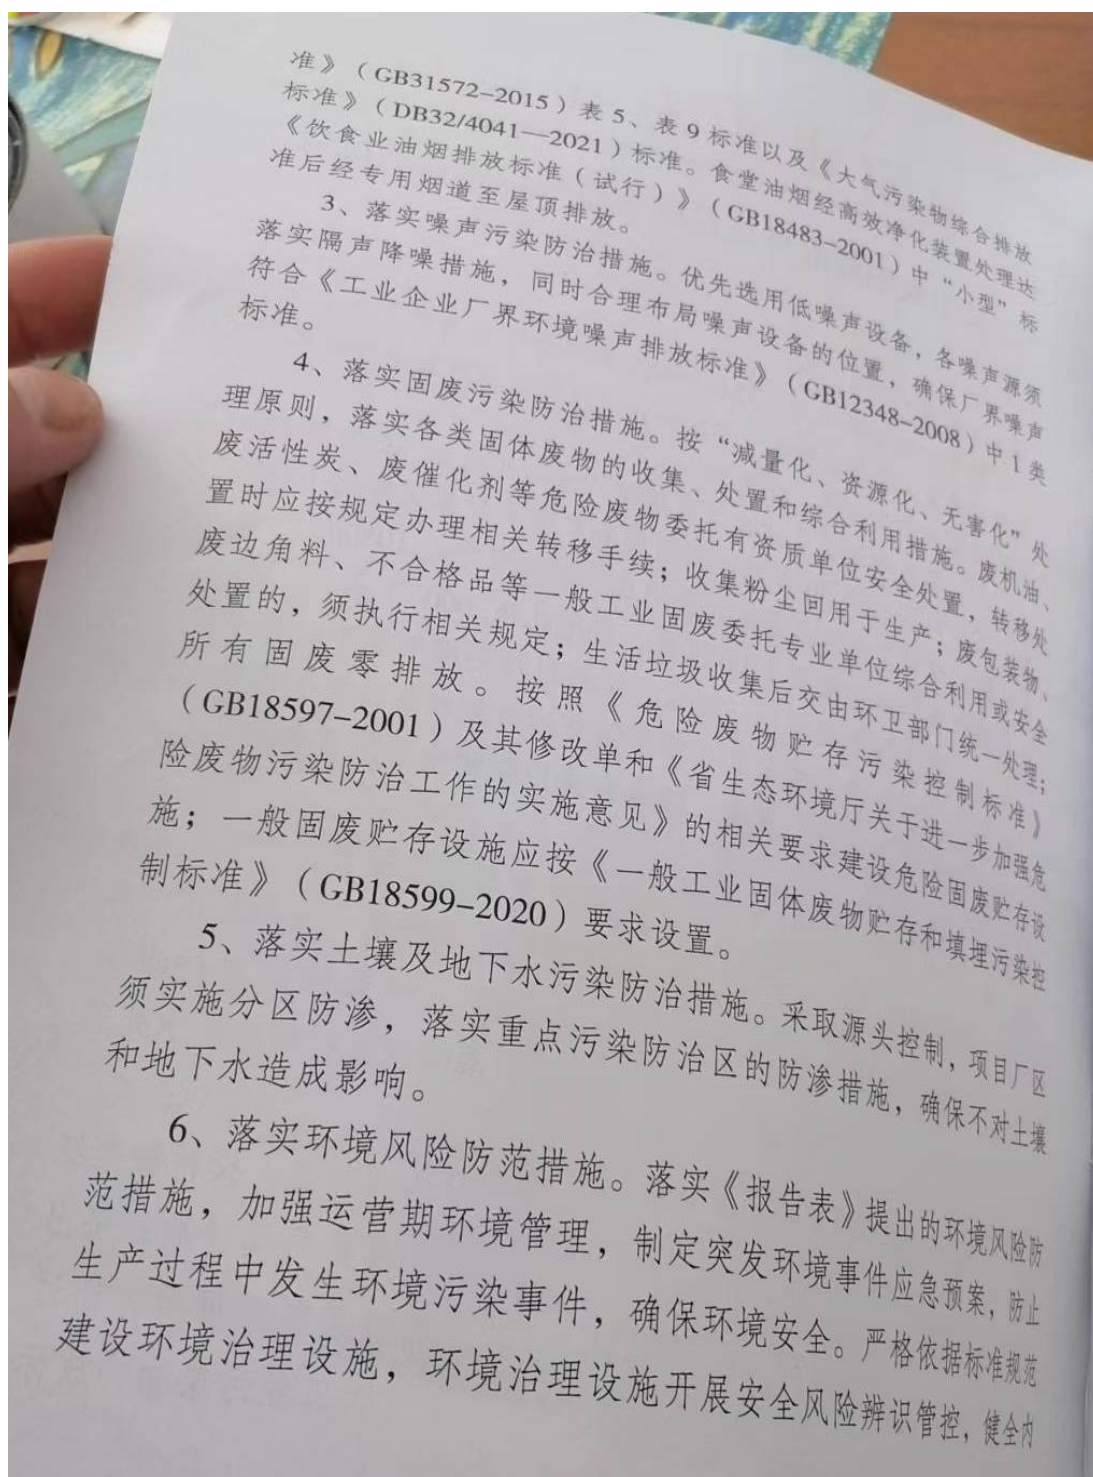 准》（GB31572-2015）表 5、表 9 标准以及《大气污染物综合排放
标准》（DB32/4041—2021）标准。食堂油烟经高效净化装置处理达
《饮食业油烟排放标准（试行）》（GB18483-2001）中“小型”标
准后经专用烟道至屋顶排放。
3、落实噪声污染防治措施。优先选用低噪声设备，各噪声源须
落实隔声降噪措施，同时合理布局噪声设备的位置，确保厂界噪声
符合《工业企业厂界环境噪声排放标准》（GB12348-2008）中 1 类
标准。
4、落实固废污染防治措施。按“减量化、资源化、无害化”处
理原则，落实各类固体废物的收集、处置和综合利用措施。废机油、
废活性炭、废催化剂等危险废物委托有资质单位安全处置，转移处
置时应按规定办理相关转移手续；收集粉尘回用于生产；废包装物、
废边角料、不合格品等一般工业固废委托专业单位综合利用或安全
处置的，须执行相关规定；生活垃圾收集后交由环卫部门统一处理；
所有固废零排放。按照《危险废物贮存污染控制标准》
（GB18597-2001）及其修改单和《省生态环境厅关于进一步加强危
险废物污染防治工作的实施意见》的相关要求建设危险固废贮存设
施；一般固废贮存设施应按《一般工业固体废物贮存和填埋污染控
制标准》（GB18599-2020）要求设置。
5、落实土壤及地下水污染防治措施。采取源头控制，项目厂区
须实施分区防渗，落实重点污染防治区的防渗措施，确保不对土壤
和地下水造成影响。
6、落实环境风险防范措施。落实《报告表》提出的环境风险防
范措施，加强运营期环境管理，制定突发环境事件应急预案，防止
生产过程中发生环境污染事件，确保环境安全。严格依据标准规范
建设环境治理设施，环境治理设施开展安全风险辨识管控，健全内